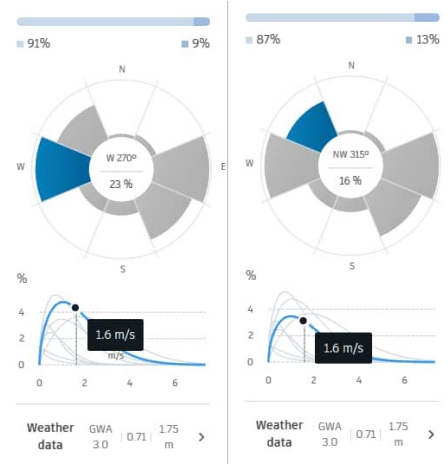 91% 9%
N
W E
W 270º
23 %
S
%
4
2
0
1.6 m/s
m/s
0 2 4 6
Weather data
GWA 3.0
0.71
1.75 m
>
87% 13%
N
W
NW 315º
16 %
S
%
4
2
0
1.6 m/s
0 2 4 6
Weather data
GWA 3.0
0.71
1.75 m
>